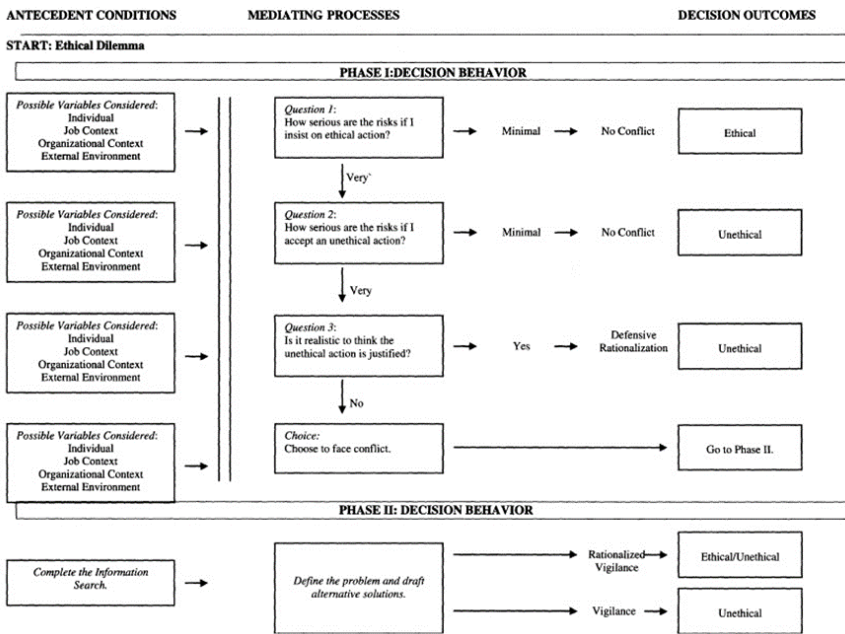 ANTECEDENT CONDITIONS MEDIATING PROCESSES DECISION OUTCOMES
START: Ethical Dilemma
PHASE I:DECISION BEHAVIOR
Possible Variables Considered:
Individual
Job Context
Organizational Context
External Environment
Question 1:
How serious are the risks if I
insist on ethical action?
Minimal
No Conflict
Ethical
Very`
Possible Variables Considered:
Individual
Job Context
Organizational Context
External Environment
Question 2:
How serious are the risks if I
accept an unethical action?
Minimal
No Conflict
Unethical
Very
Possible Variables Considered:
Individual
Job Context
Organizational Context
External Environment
Question 3:
Is it realistic to think the
unethical action is justified?
Yes
Defensive
Rationalization
Unethical
No
Possible Variables Considered:
Individual
Job Context
Organizational Context
External Environment
Choice:
Choose to face conflict.
Go to Phase II.
PHASE II: DECISION BEHAVIOR
Complete the Information
Search.
Define the problem and draft
alternative solutions.
Rationalized
Vigilance
Ethical/Unethical
Vigilance
Unethical